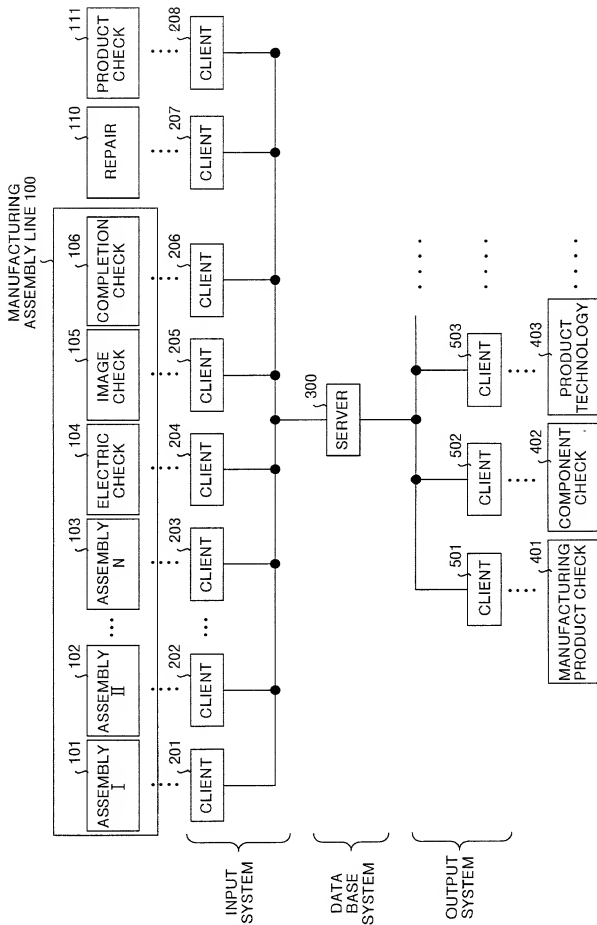 MANUFACTURING
ASSEMBLY LINE 100
101
ASSEMBLY
I
102
ASSEMBLY
II
103
ASSEMBLY
N
104
ELECTRIC
CHECK
105
IMAGE
CHECK
106
COMPLETION
CHECK
110
REPAIR
111
PRODUCT
CHECK
INPUT
SYSTEM
201
CLIENT
202
CLIENT
203
CLIENT
204
CLIENT
205
CLIENT
206
CLIENT
207
CLIENT
208
CLIENT
DATA
BASE
SYSTEM
300
SERVER
OUTPUT
SYSTEM
501
CLIENT
502
CLIENT
503
CLIENT
401
MANUFACTURING
PRODUCT CHECK
402
COMPONENT
CHECK
403
PRODUCT
TECHNOLOGY